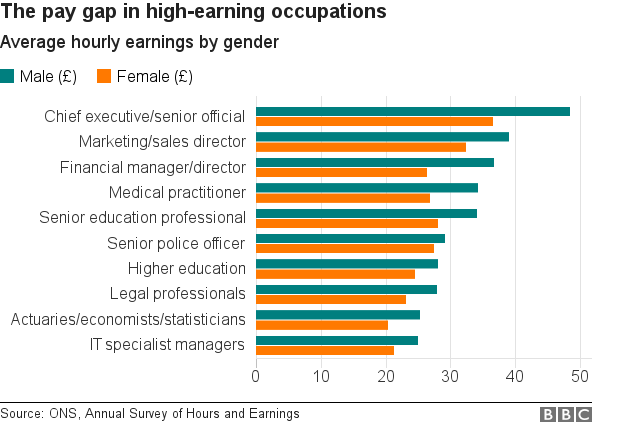 The pay gap in high-earning occupations
Average hourly earnings by gender
Male (£) Female (£)
Chief executive/senior official
Marketing/sales director
Financial manager/director
Medical practitioner
Senior education professional
Senior police officer
Higher education
Legal professionals
Actuaries/economists/statisticians
IT specialist managers
0 10 20 30 40 50
Source: ONS, Annual Survey of Hours and Earnings
BBC